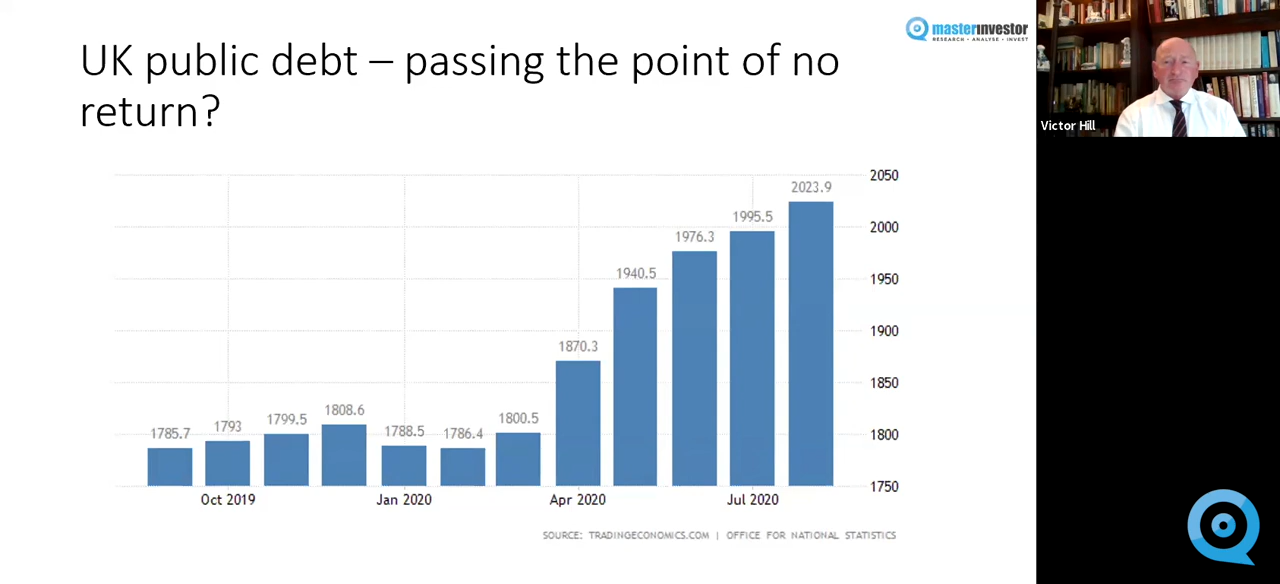 masterinvestor
RESEARCH • ANALYSE • INVEST
UK public debt – passing the point of no
return?
Victor Hill
2050
2000
1950
1900
1850
1800
1750
1785.7
1793
1799.5
1808.6
1788.5
1786.4
1800.5
1870.3
1940.5
1976.3
1995.5
2023.9
Oct 2019
Jan 2020
Apr 2020
Jul 2020
SOURCE: TRADINGECONOMICS.COM | OFFICE FOR NATIONAL STATISTICS